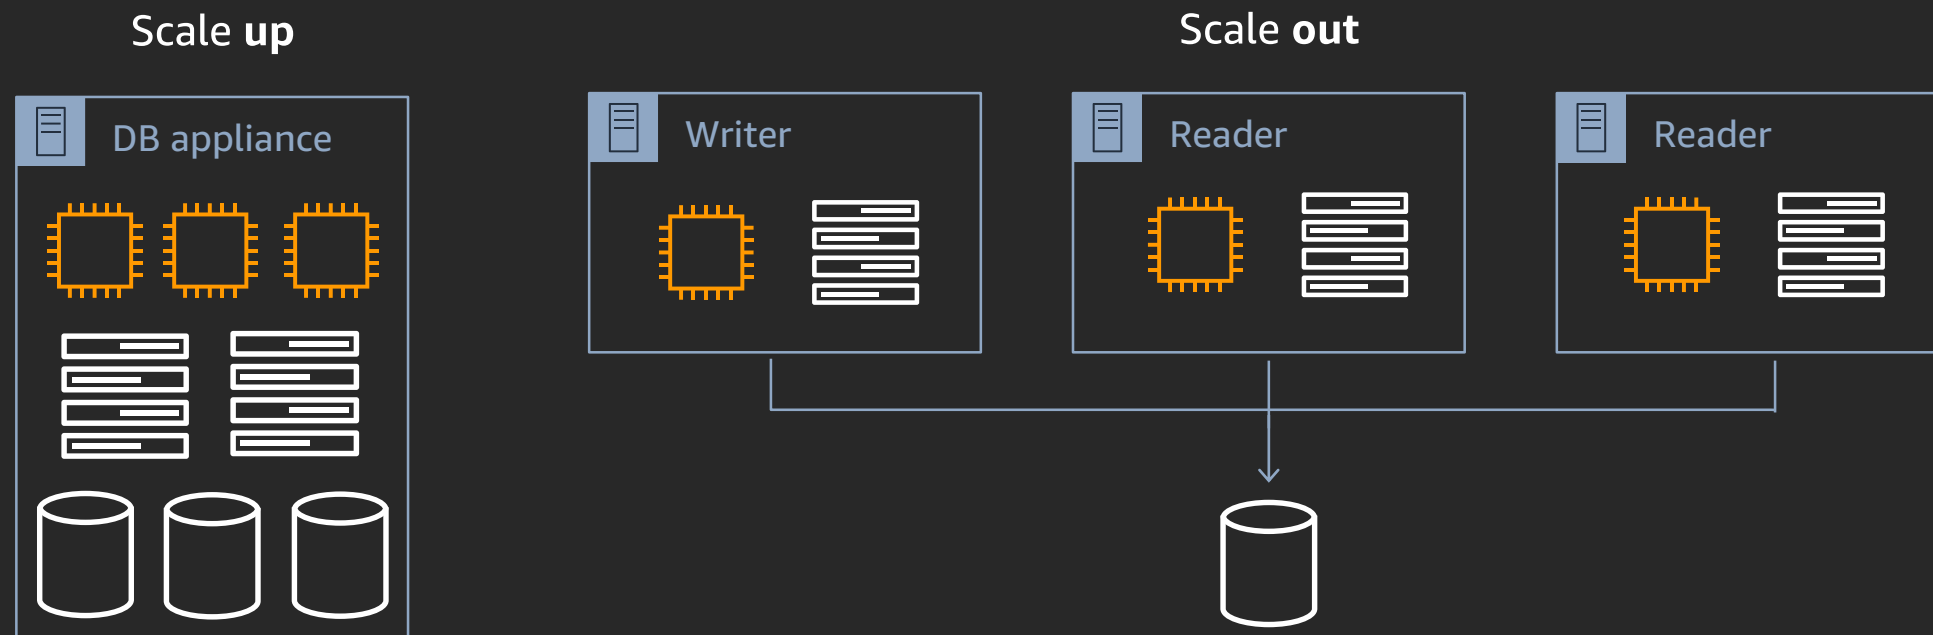 Scale up
DB appliance
Scale out
Writer
Reader
Reader